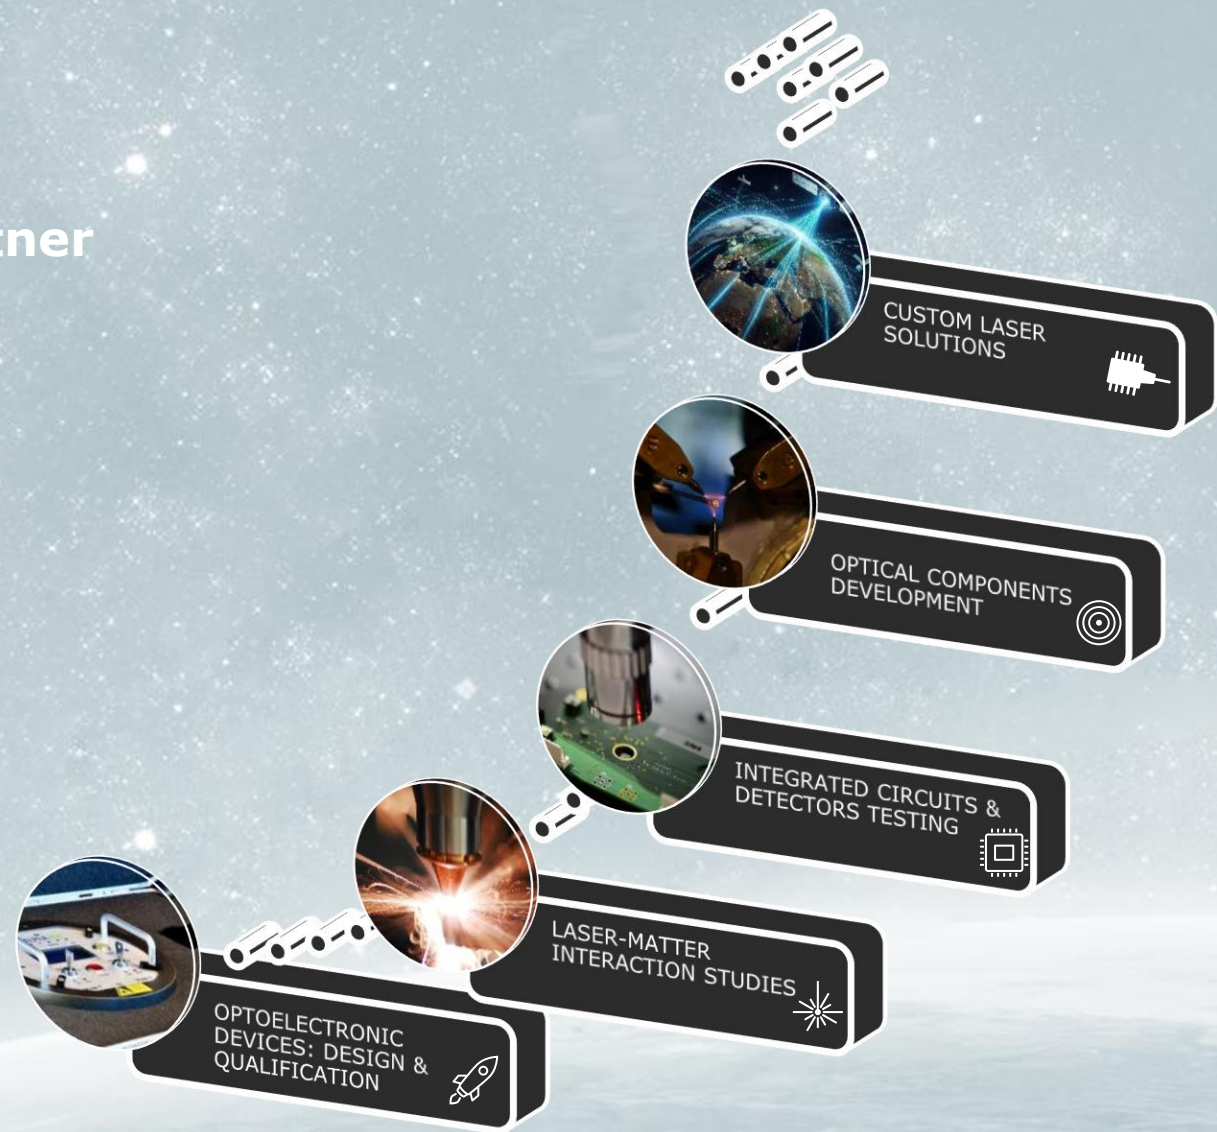 tner
CUSTOM LASER
SOLUTIONS
OPTICAL COMPONENTS
DEVELOPMENT
INTEGRATED CIRCUITS &
DETECTORS TESTING
LASER-MATTER
INTERACTION STUDIES
OPTOELECTRONIC
DEVICES: DESIGN &
QUALIFICATION